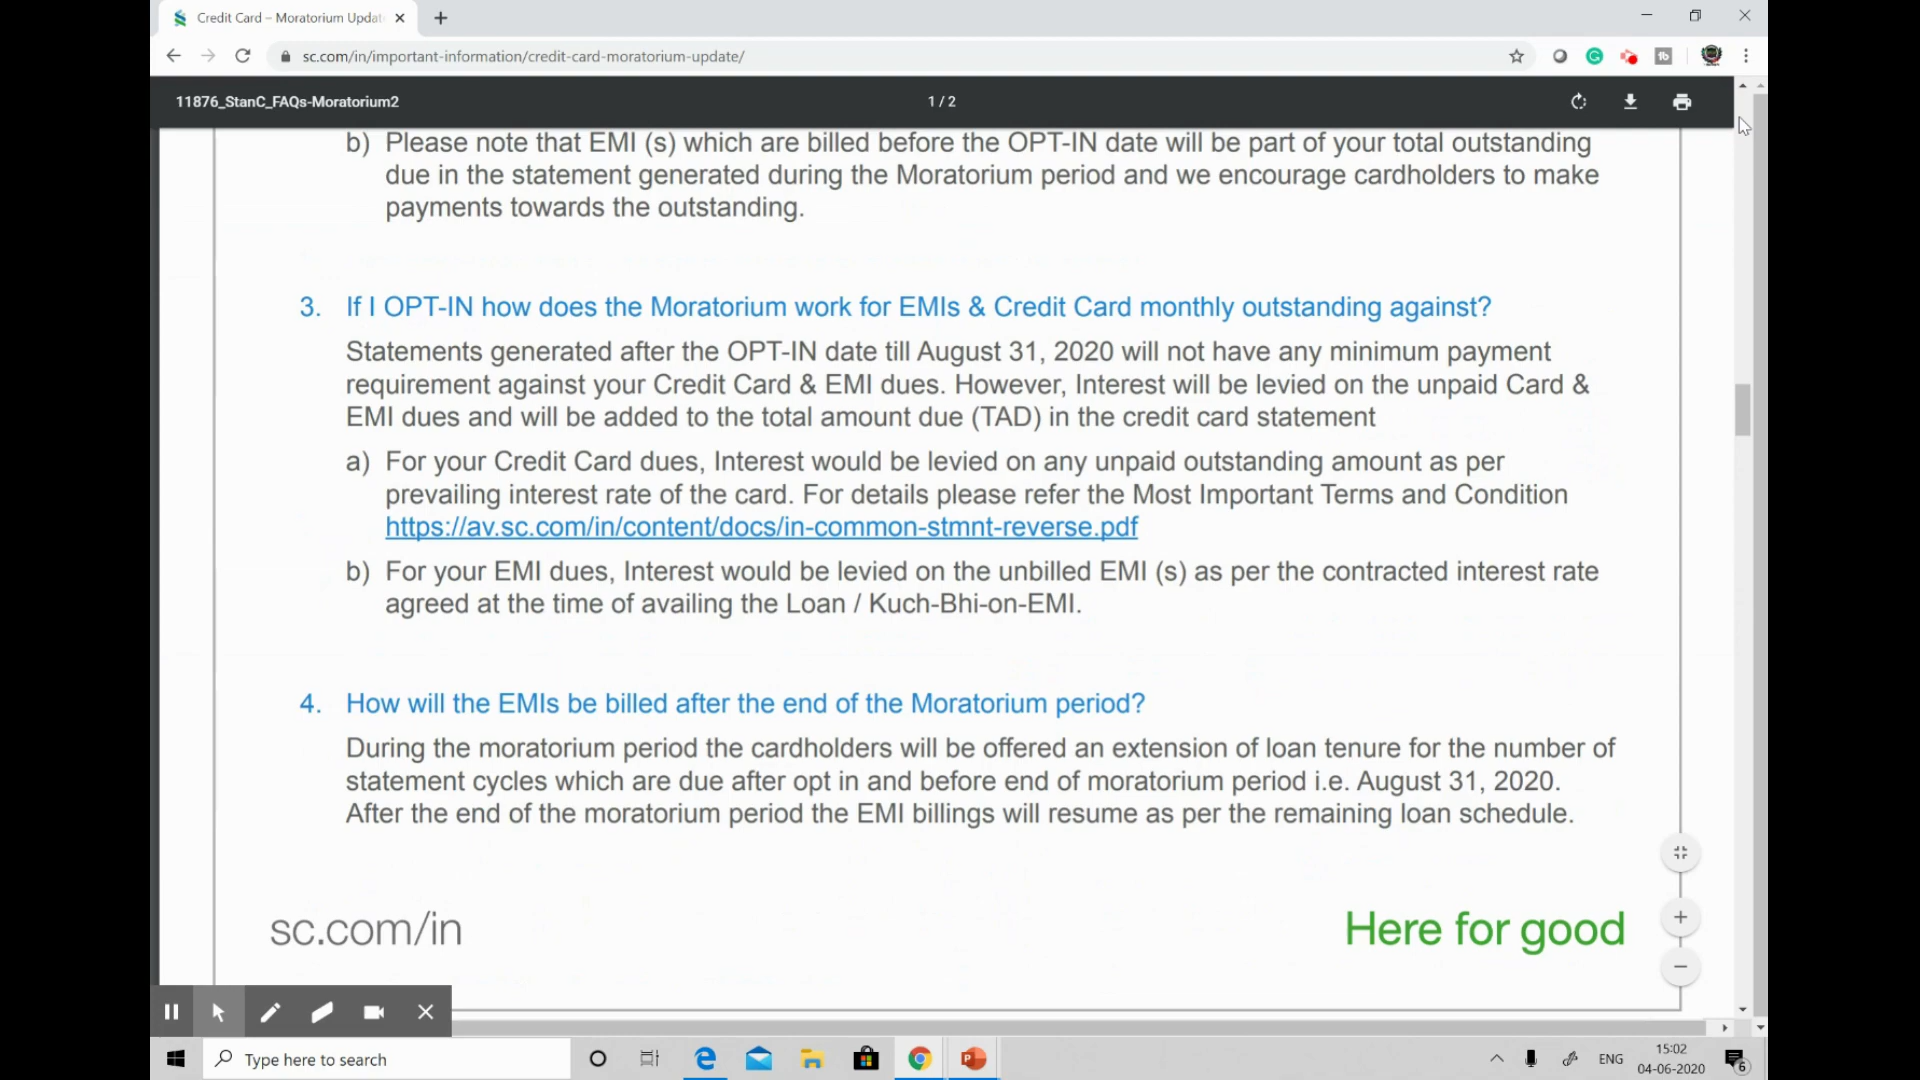 Credit Card – Moratorium Updat
sc.com/in/important-information/credit-card-moratorium-update/
11876_StanC_FAQs-Moratorium2
1 / 2
b) Please note that EMI (s) which are billed before the OPT-IN date will be part of your total outstanding
due in the statement generated during the Moratorium period and we encourage cardholders to make
payments towards the outstanding.
3. If I OPT-IN how does the Moratorium work for EMIs & Credit Card monthly outstanding against?
Statements generated after the OPT-IN date till August 31, 2020 will not have any minimum payment
requirement against your Credit Card & EMI dues. However, Interest will be levied on the unpaid Card &
EMI dues and will be added to the total amount due (TAD) in the credit card statement
a) For your Credit Card dues, Interest would be levied on any unpaid outstanding amount as per
prevailing interest rate of the card. For details please refer the Most Important Terms and Condition
https://av.sc.com/in/content/docs/in-common-stmnt-reverse.pdf
b) For your EMI dues, Interest would be levied on the unbilled EMI (s) as per the contracted interest rate
agreed at the time of availing the Loan / Kuch-Bhi-on-EMI.
4. How will the EMIs be billed after the end of the Moratorium period?
During the moratorium period the cardholders will be offered an extension of loan tenure for the number of
statement cycles which are due after opt in and before end of moratorium period i.e. August 31, 2020.
After the end of the moratorium period the EMI billings will resume as per the remaining loan schedule.
sc.com/in
Here for good
Type here to search
ENG
15:02
04-06-2020
6